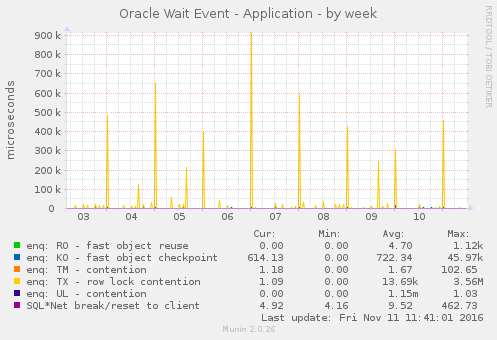 Oracle Wait Event - Application - by week
RRDTOOL / TOBI OETIKER
microseconds
900 k
800 k
700 k
600 k
500 k
400 k
300 k
200 k
100 k
0
03 04 05 06 07 08 09 10
Cur: Min: Avg: Max:
enq: RO - fast object reuse 0.00 0.00 4.70 1.12k
enq: KO - fast object checkpoint 614.13 0.00 722.34 45.97k
enq: TM - contention 1.18 0.00 1.67 102.65
enq: TX - row lock contention 1.09 0.00 13.69k 3.56M
enq: UL - contention 0.00 0.00 1.15m 1.03
SQL*Net break/reset to client 4.92 4.16 9.52 462.73
Last update: Fri Nov 11 11:41:01 2016
Munin 2.0.26